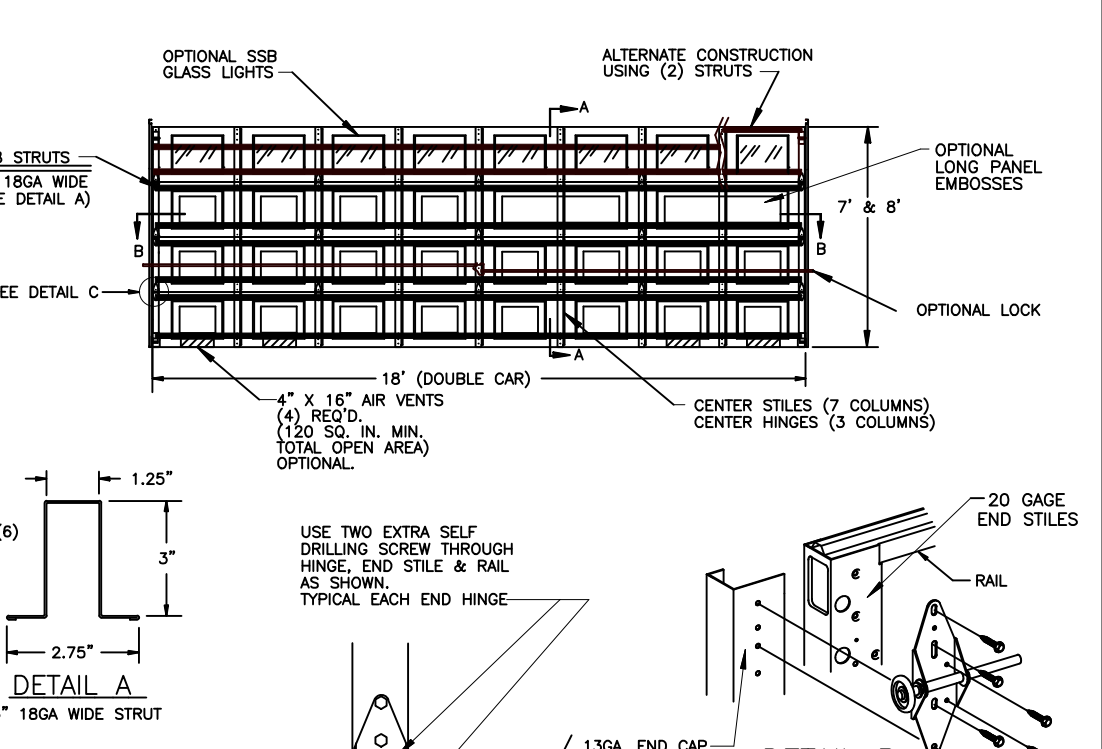 OPTIONAL SSB
GLASS LIGHTS
ALTERNATE CONSTRUCTION
USING (2) STRUTS
A
STRUTS
18GA WIDE
DETAIL A)
OPTIONAL
LONG PANEL
EMBOSSES
7' & 8'
B
B
DETAIL C
OPTIONAL LOCK
A
18' (DOUBLE CAR)
4" X 16" AIR VENTS
(4) REQ'D.
(120 SQ. IN. MIN.
TOTAL OPEN AREA)
OPTIONAL.
CENTER STILES (7 COLUMNS)
CENTER HINGES (3 COLUMNS)
1.25"
(6)
3"
2.75"
DETAIL A
18GA WIDE STRUT
USE TWO EXTRA SELF
DRILLING SCREW THROUGH
HINGE, END STILE & RAIL
AS SHOWN.
TYPICAL EACH END HINGE
20 GAGE
END STILES
RAIL
13GA END CAP